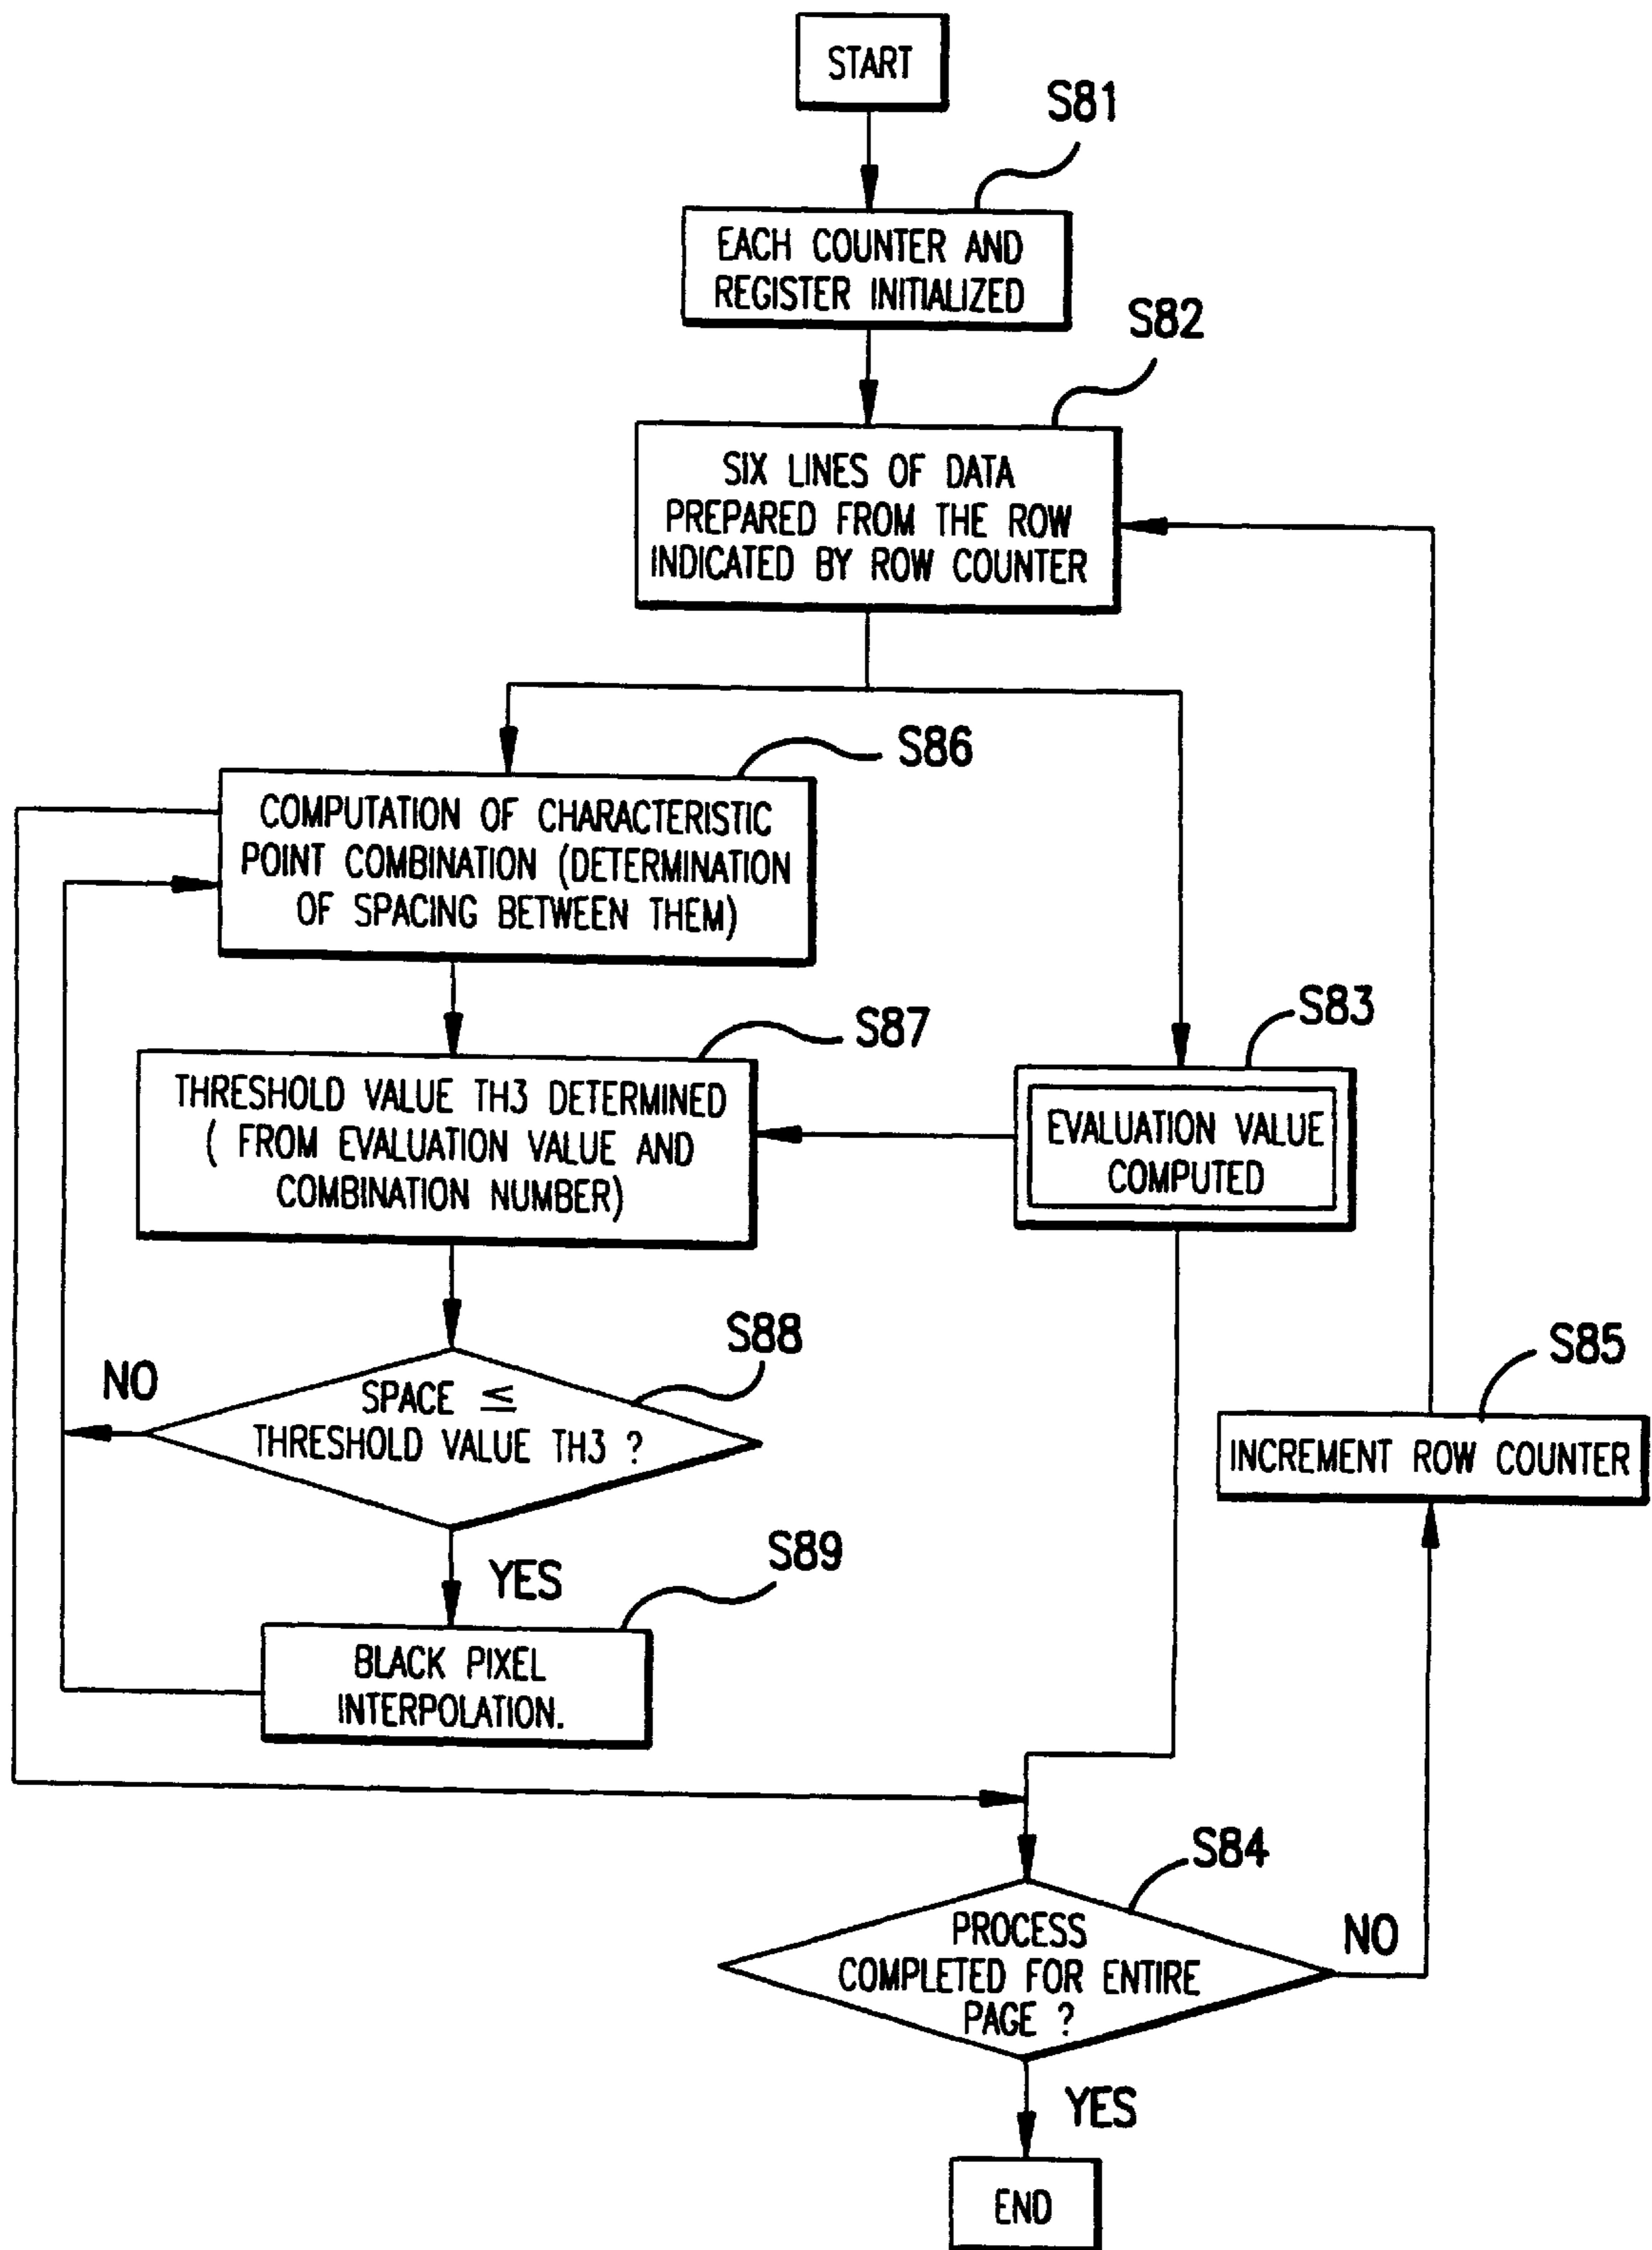 START
S81
EACH COUNTER AND
REGISTER INITIALIZED
S82
SIX LINES OF DATA
PREPARED FROM THE ROW
INDICATED BY ROW COUNTER
S86
COMPUTATION OF CHARACTERISTIC
POINT COMBINATION (DETERMINATION
OF SPACING BETWEEN THEM)
S87
THRESHOLD VALUE TH3 DETERMINED
( FROM EVALUATION VALUE AND
COMBINATION NUMBER)
S83
EVALUATION VALUE
COMPUTED
S88
NO
SPACE ≤
THRESHOLD VALUE TH3 ?
S85
INCREMENT ROW COUNTER
YES
S89
BLACK PIXEL
INTERPOLATION.
S84
PROCESS
COMPLETED FOR ENTIRE
PAGE ?
NO
YES
END